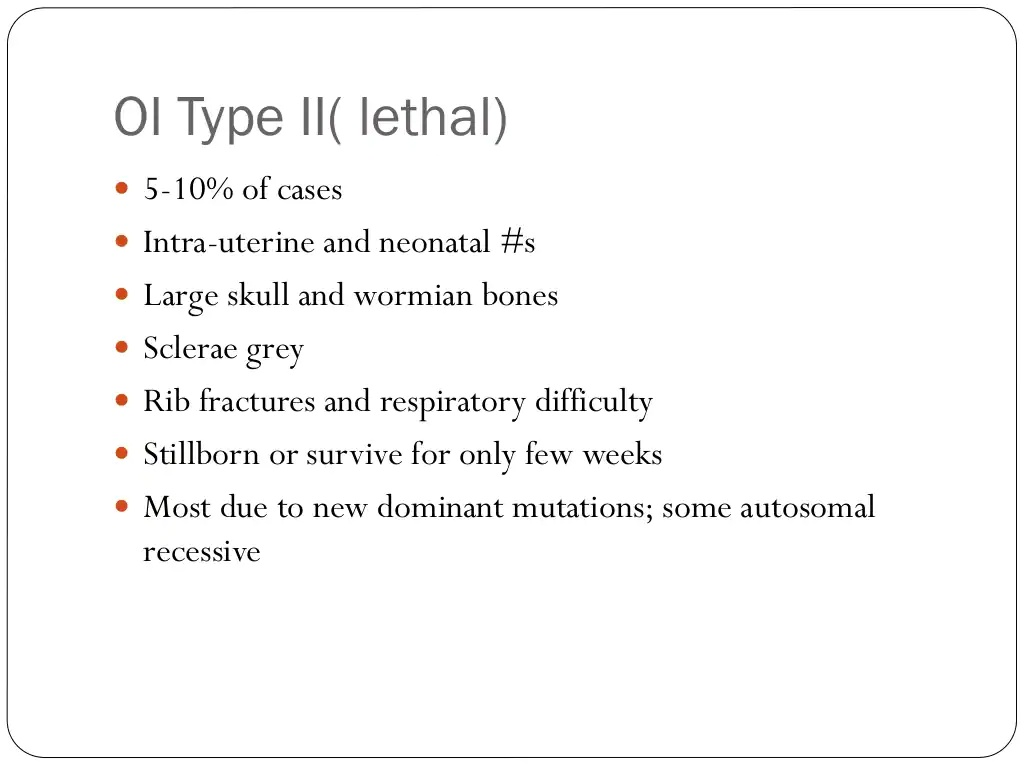 OI Type II( lethal)
• 5-10% of cases
• Intra-uterine and neonatal #s
• Large skull and wormian bones
• Sclerae grey
• Rib fractures and respiratory difficulty
• Stillborn or survive for only few weeks
• Most due to new dominant mutations; some autosomal
recessive